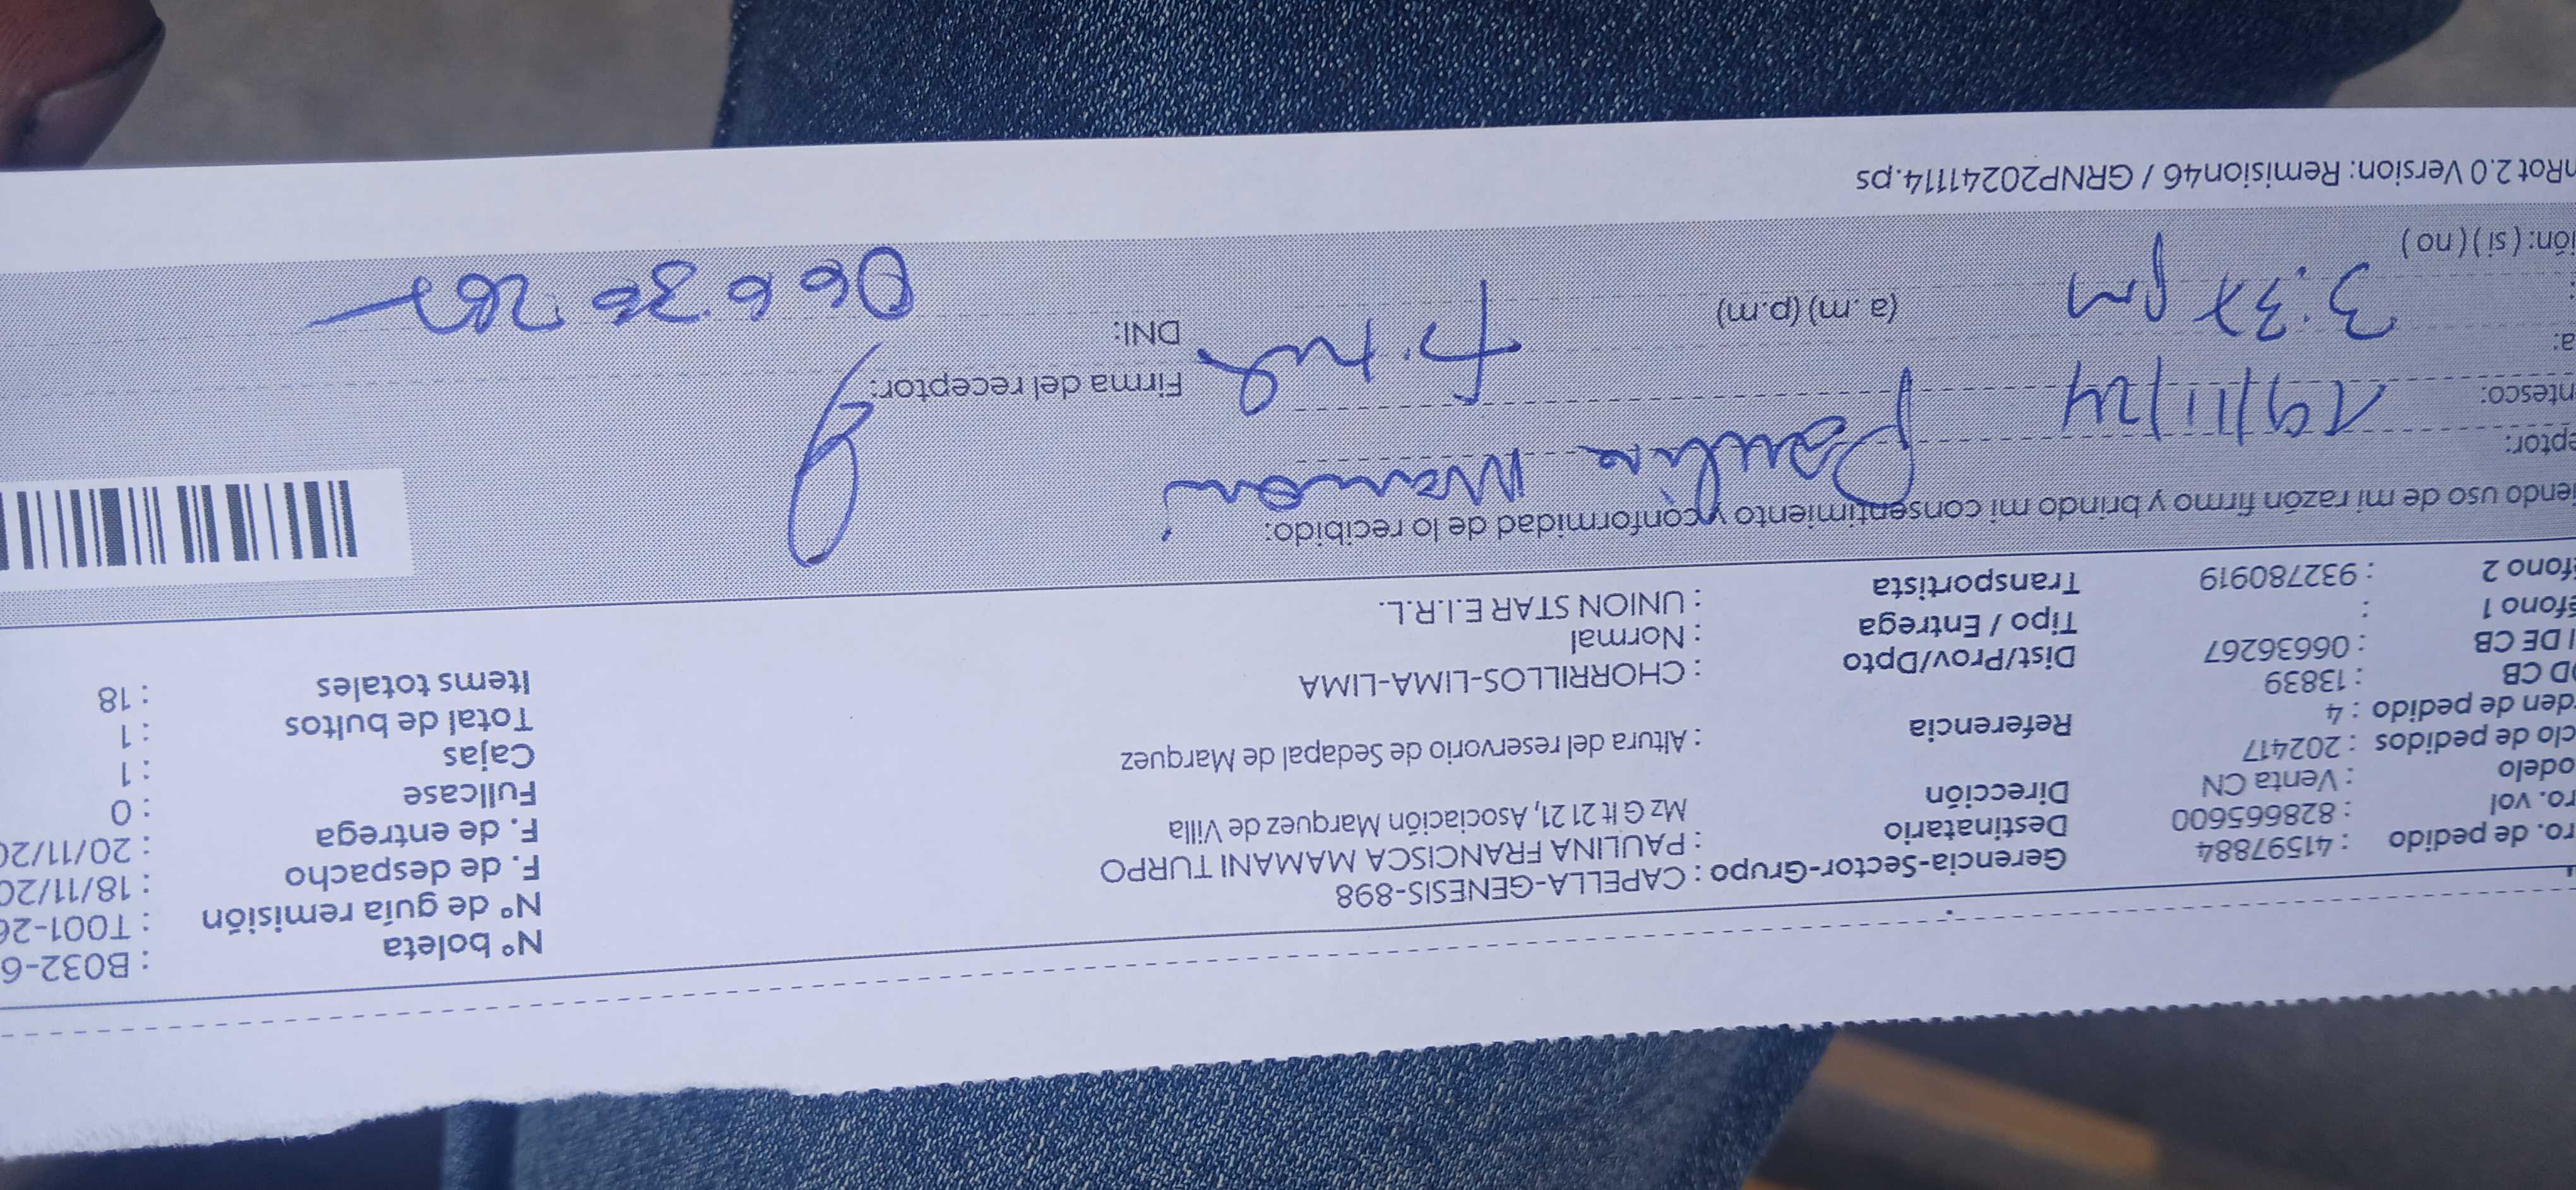 Nº boleta : B032-6
Nº de guía remisión : T001-26
ro. de pedido : 41597884 Gerencia-Sector-Grupo : CAPELLA-GENESIS-898 F. de despacho : 18/11/20
ro. vol : 828665600 Destinatario : PAULINA FRANCISCA MAMANI TURPO F. de entrega : 20/11/20
odelo : Venta CN Dirección Mz G lt 21 21, Asociación Marquez de Villa Fullcase : 0
clo de pedidos : 202417 Cajas : 1
den de pedido : 4 Referencia : Altura del reservorio de Sedapal de Marquez Total de bultos : 1
OD CB : 13839 Items totales : 18
I DE CB : 06636267 Dist/Prov/Dpto : CHORRILLOS-LIMA-LIMA
éfono 1 : Tipo / Entrega : Normal
éfono 2 : 932780919 Transportista : UNION STAR E.I.R.L.
iendo uso de mi razón firmo y brindo mi consentimiento y conformidad de lo recibido:
eptor: Paulina Mamani
ntesco: 19/11/24 Firma del receptor:
a: 3:37 pm (a.m) (p.m) DNI: 06636267
ión: (si) (no)
nRot 2.0 Version: Remision46 / GRNP20241114.ps